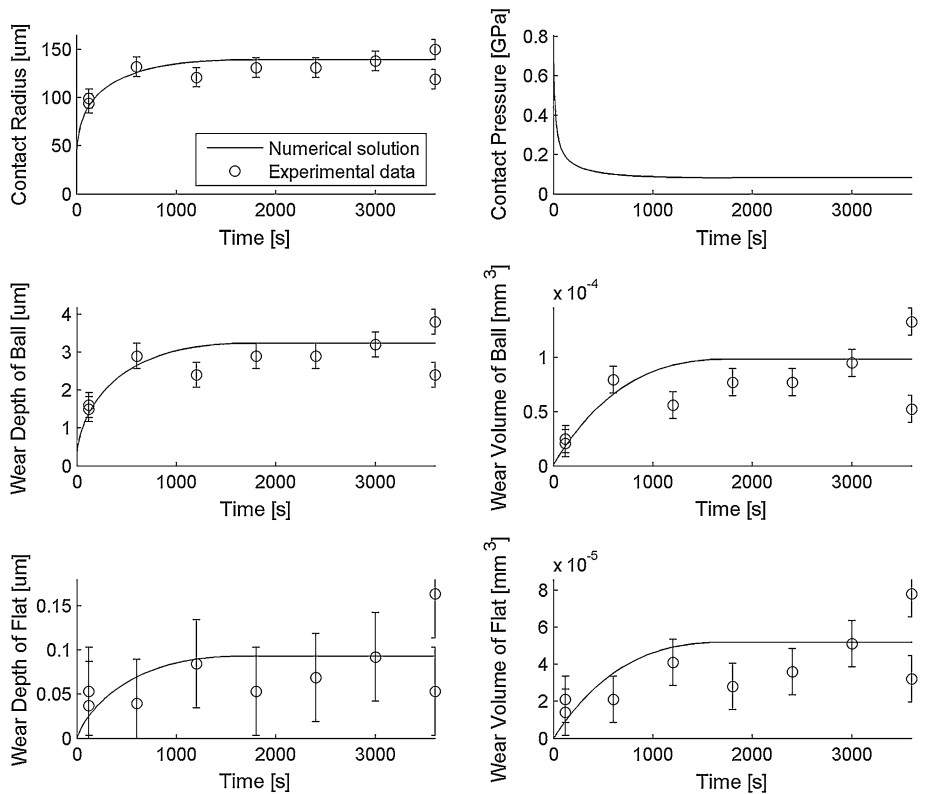 Contact Radius [um]
150
100
50
0
0 1000 2000 3000
Time [s]
Numerical solution
Experimental data
Contact Pressure [GPa]
0.8
0.6
0.4
0.2
0
0 1000 2000 3000
Time [s]
Wear Depth of Ball [um]
4
3
2
1
0
0 1000 2000 3000
Time [s]
Wear Volume of Ball [mm³]
x 10⁻⁴
1
0.5
0
0 1000 2000 3000
Time [s]
Wear Depth of Flat [um]
0.15
0.1
0.05
0
0 1000 2000 3000
Time [s]
Wear Volume of Flat [mm³]
x 10⁻⁵
8
6
4
2
0
0 1000 2000 3000
Time [s]